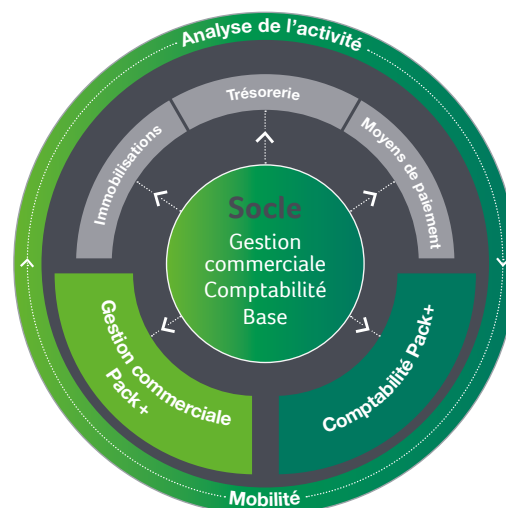 Analyse de l'activité
Trésorerie
Immobilisations
Moyens de paiement
Socle
Gestion
commerciale
Comptabilité
Base
Gestion commerciale
Pack+
Comptabilité Pack+
Mobilité